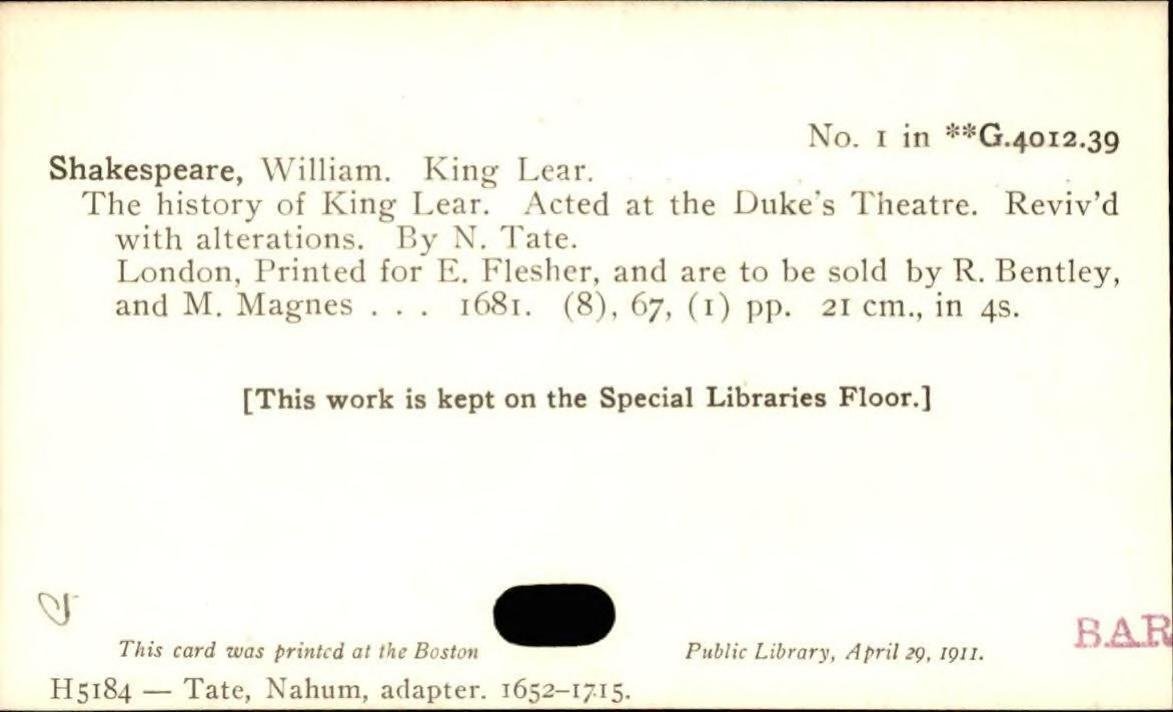 No. 1 in **G.4012.39
Shakespeare, William. King Lear.
The history of King Lear. Acted at the Duke's Theatre. Reviv'd
with alterations. By N. Tate.
London, Printed for E. Flesher, and are to be sold by R. Bentley,
and M. Magnes . . . 1681. (8), 67, (1) pp. 21 cm., in 4s.
[This work is kept on the Special Libraries Floor.]
BAR
This card was printed at the Boston Public Library, April 29, 1911.
H5184 — Tate, Nahum, adapter. 1652–1715.